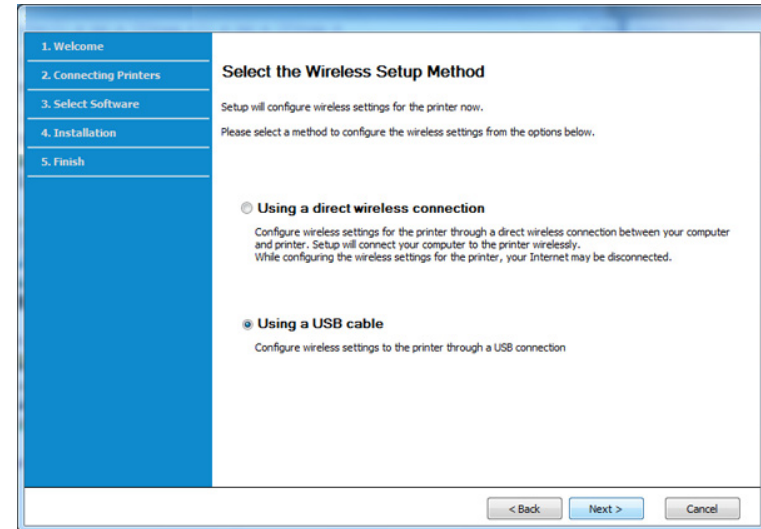 1. Welcome
2. Connecting Printers
3. Select Software
4. Installation
5. Finish
Select the Wireless Setup Method
Setup will configure wireless settings for the printer now.
Please select a method to configure the wireless settings from the options below.
Using a direct wireless connection
Configure wireless settings for the printer through a direct wireless connection between your computer
and printer. Setup will connect your computer to the printer wirelessly.
While configuring the wireless settings for the printer, your Internet may be disconnected.
Using a USB cable
Configure wireless settings to the printer through a USB connection
< Back Next > Cancel